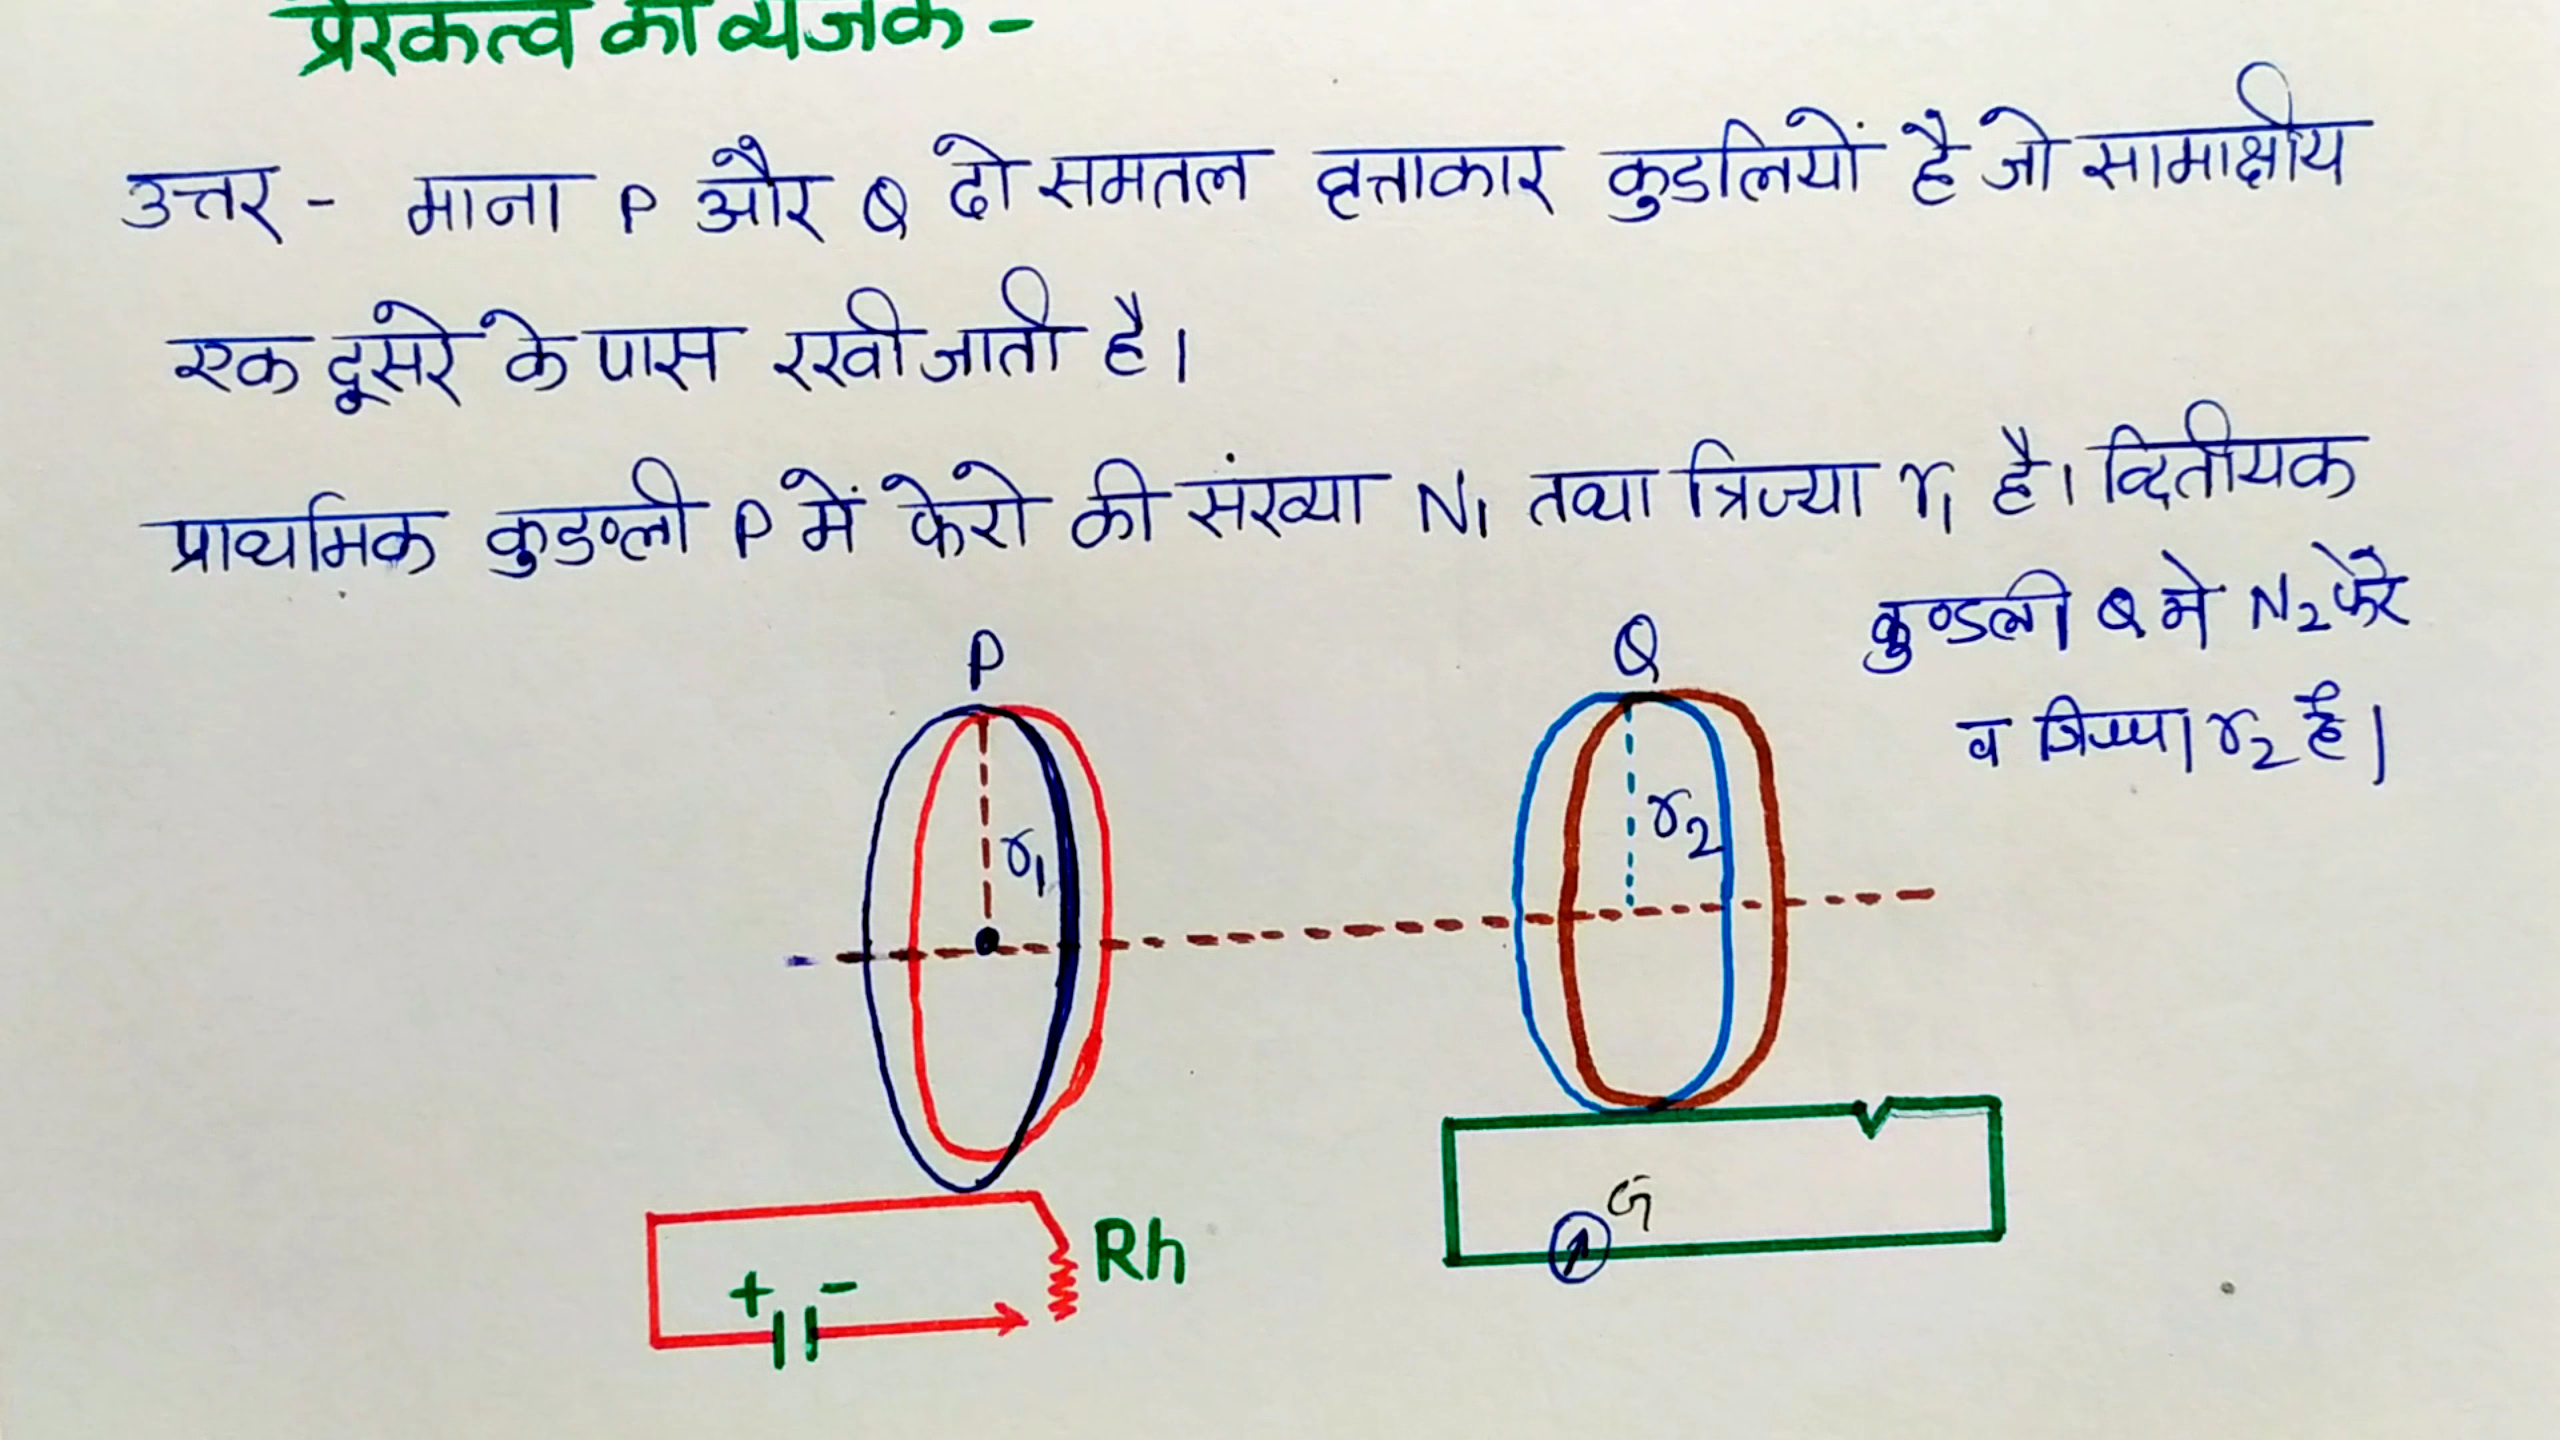 प्रेरकत्व का व्यंजक -
उत्तर - माना P और Q दो समतल वृत्ताकार कुडलियों है जो सामाक्षीय
एक दूसरे के पास रखी जाती है।
प्राथमिक कुडण्ली P में फेरो की संख्या N1 तथा त्रिज्या r1 है। द्वितीयक
कुण्डली Q मे N2 फेरे
व त्रिज्या r2 है।
P
Q
r1
r2
G
Rh
+ -